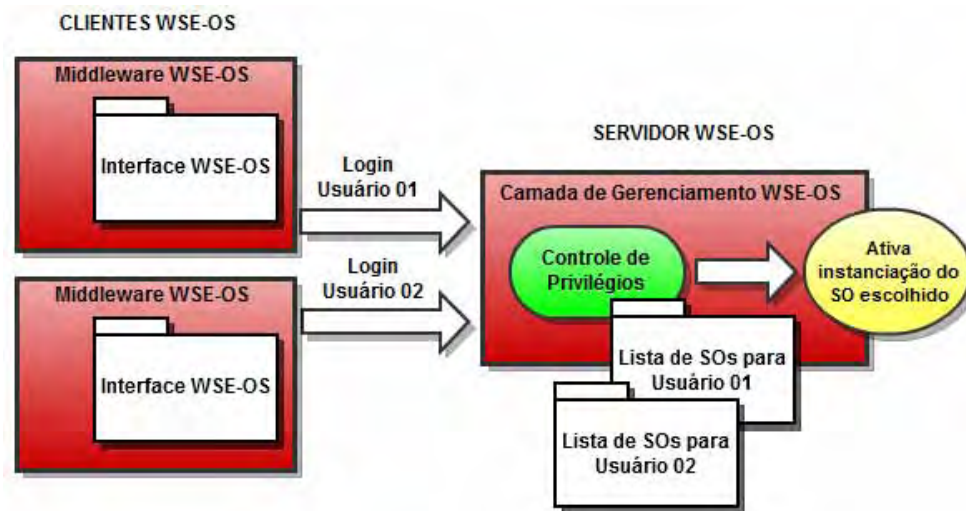 CLIENTES WSE-OS
Middleware WSE-OS
Interface WSE-OS
Login
Usuário 01
Middleware WSE-OS
Interface WSE-OS
Login
Usuário 02
SERVIDOR WSE-OS
Camada de Gerenciamento WSE-OS
Controle de
Privilégios
Ativa
instanciação do
SO escolhido
Lista de SOs para
Usuário 01
Lista de SOs para
Usuário 02